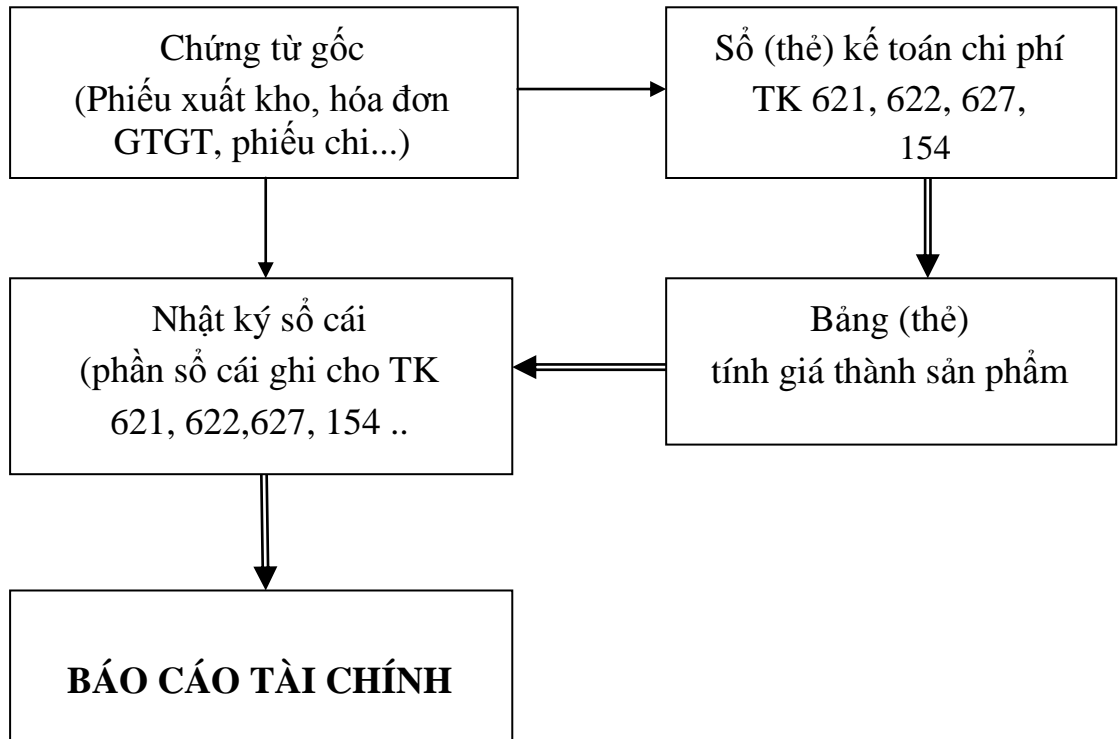 Chứng từ gốc
(Phiếu xuất kho, hóa đơn
GTGT, phiếu chi...)
Sổ (thẻ) kế toán chi phí
TK 621, 622, 627,
154
Nhật ký sổ cái
(phần sổ cái ghi cho TK
621, 622,627, 154 ..
Bảng (thẻ)
tính giá thành sản phẩm
BÁO CÁO TÀI CHÍNH